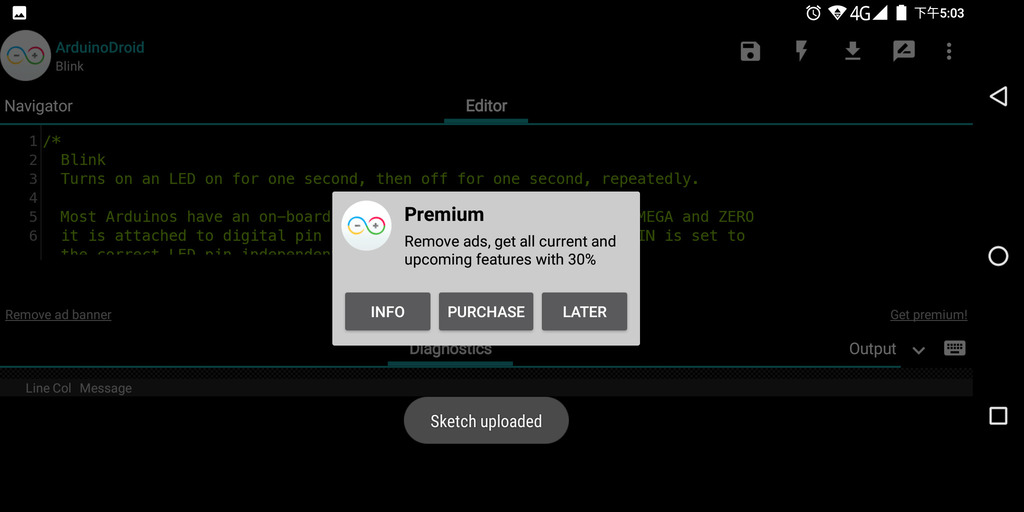 4G 下午5:03
ArduinoDroid
Blink
Navigator
Editor
1 /*
2 Blink
3 Turns on an LED on for one second, then off for one second, repeatedly.
4
5 Most Arduinos have an on-board MEGA and ZERO
6 it is attached to digital pin IN is set to
the correct LED pin independen
Premium
Remove ads, get all current and
upcoming features with 30%
INFO PURCHASE LATER
Remove ad banner
Get premium!
Diagnostics
Output
Line Col Message
Sketch uploaded